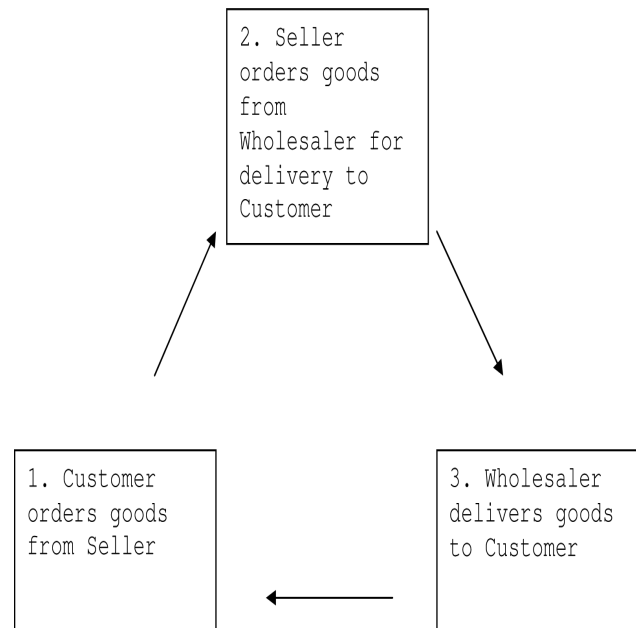 2. Seller
orders goods
from
Wholesaler for
delivery to
Customer
1. Customer
orders goods
from Seller
3. Wholesaler
delivers goods
to Customer